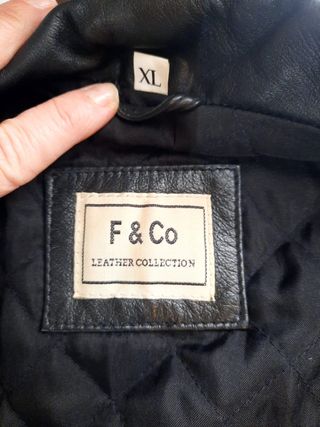 XL
F & Co
LEATHER COLLECTION